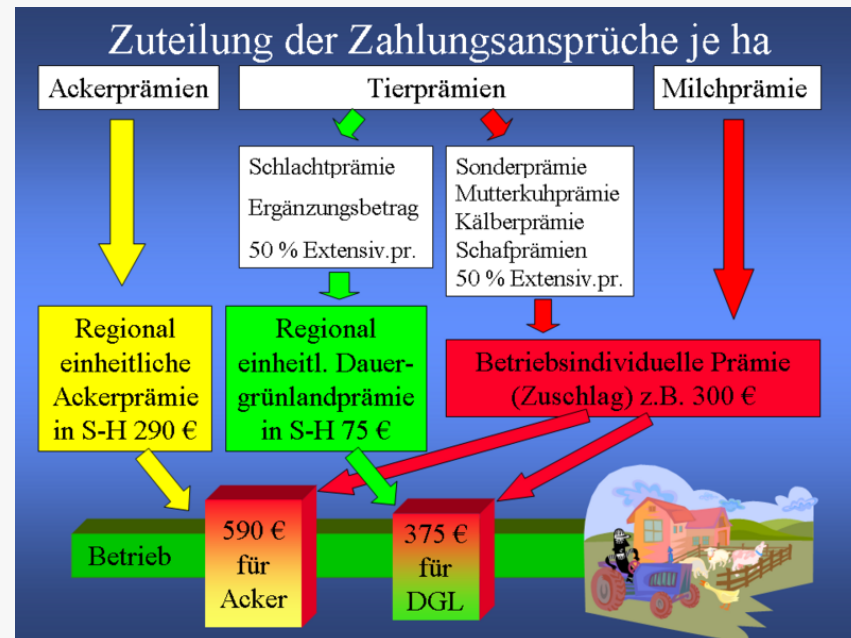 Zuteilung der Zahlungsansprüche je ha
Ackerprämien
Tierprämien
Milchprämie
Schlachtprämie
Ergänzungsbetrag
50 % Extensiv.pr.
Sonderprämie
Mutterkuhprämie
Kälberprämie
Schafprämien
50 % Extensiv.pr.
Regional
einheitliche
Ackerprämie
in S-H 290 €
Regional
einheitl. Dauer-
grünlandprämie
in S-H 75 €
Betriebsindividuelle Prämie
(Zuschlag) z.B. 300 €
Betrieb
590 €
für
Acker
375 €
für
DGL